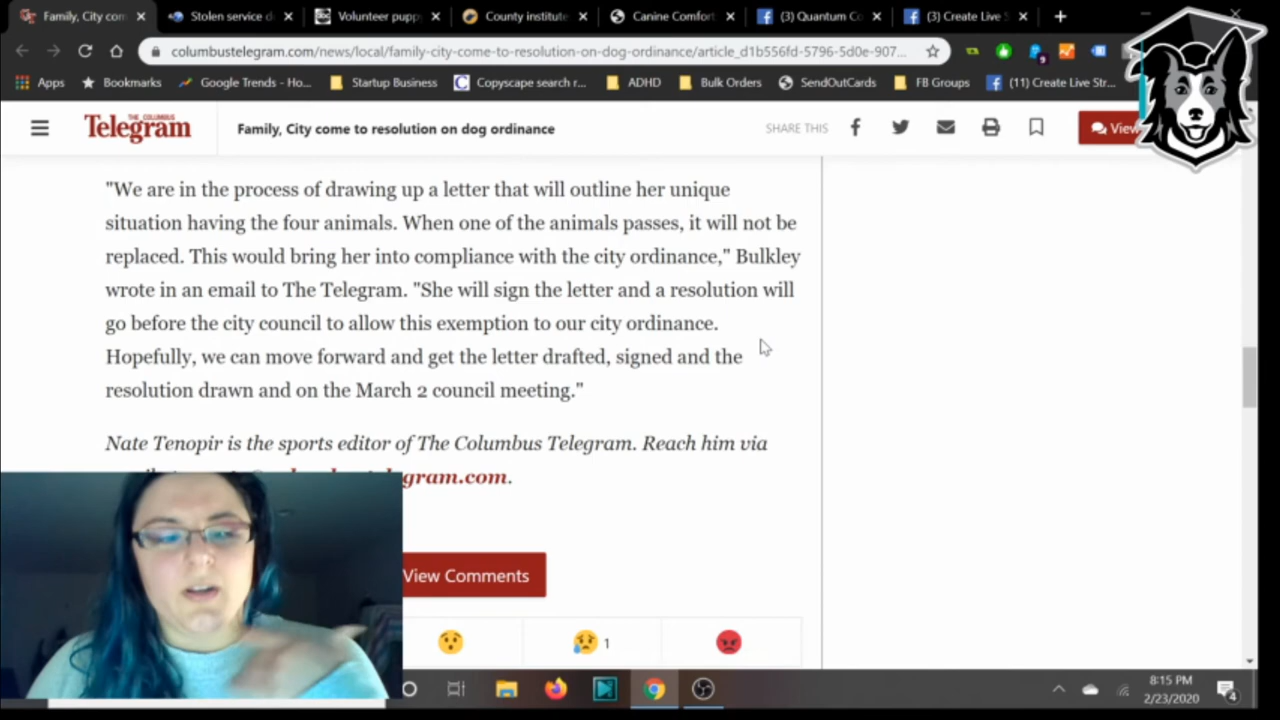 Family, City com
Stolen service d
Volunteer pupp
County institute
Canine Comfort
(3) Quantum Co
(3) Create Live S
columbustelegram.com/news/local/family-city-come-to-resolution-on-dog-ordinance/article_d1b556fd-5796-5d0e-907...
9
Apps
Bookmarks
Google Trends - Ho...
Startup Business
Copyscape search r...
ADHD
Bulk Orders
SendOutCards
FB Groups
(11) Create Live Str...
THE COLUMBUS
Telegram
Family, City come to resolution on dog ordinance
SHARE THIS
View
"We are in the process of drawing up a letter that will outline her unique
situation having the four animals. When one of the animals passes, it will not be
replaced. This would bring her into compliance with the city ordinance," Bulkley
wrote in an email to The Telegram. "She will sign the letter and a resolution will
go before the city council to allow this exemption to our city ordinance.
Hopefully, we can move forward and get the letter drafted, signed and the
resolution drawn and on the March 2 council meeting."
Nate Tenopir is the sports editor of The Columbus Telegram. Reach him via
gram.com.
View Comments
1
8:15 PM
2/23/2020
4